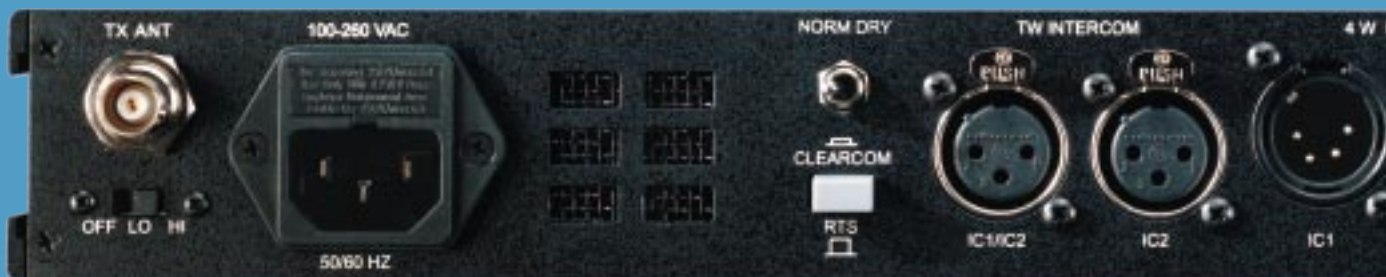 TX ANT
100-260 VAC
NORM DRY
TW INTERCOM
4 W
PUSH
PUSH
CLEARCOM
OFF LO HI
RTS
IC1/IC2
IC2
IC1
50/60 HZ